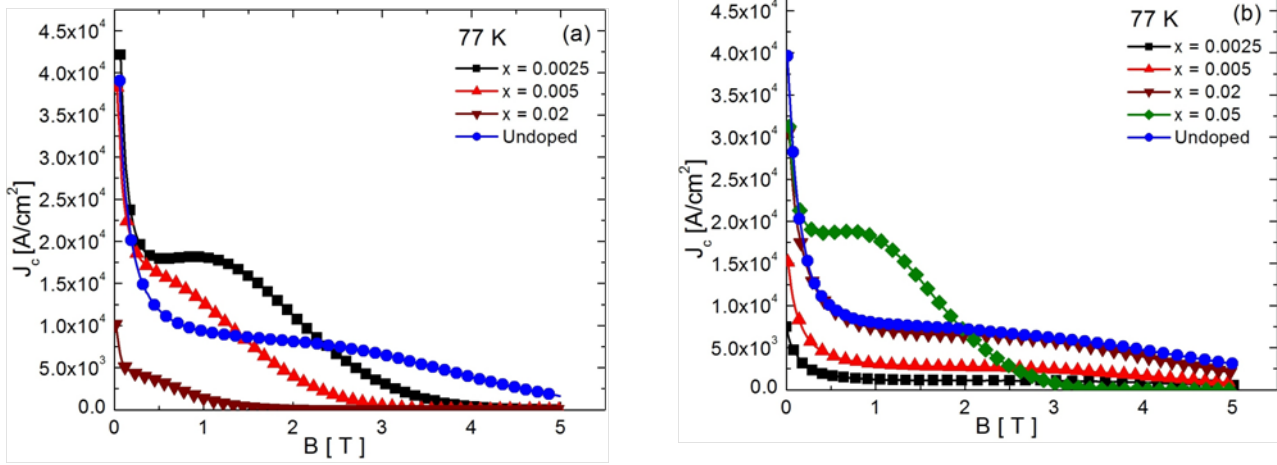 77 K (a)
χ = 0.0025
χ = 0.005
χ = 0.02
Undoped
4.5x10⁴
4.0x10⁴
3.5x10⁴
3.0x10⁴
2.5x10⁴
2.0x10⁴
1.5x10⁴
1.0x10⁴
5.0x10³
0.0
J_c [A/cm²]
0 1 2 3 4 5
B [ T ]
77 K (b)
χ = 0.0025
χ = 0.005
χ = 0.02
χ = 0.05
Undoped
4.5x10⁴
4.0x10⁴
3.5x10⁴
3.0x10⁴
2.5x10⁴
2.0x10⁴
1.5x10⁴
1.0x10⁴
5.0x10³
0.0
J_c [A/cm²]
0 1 2 3 4 5
B [ T ]